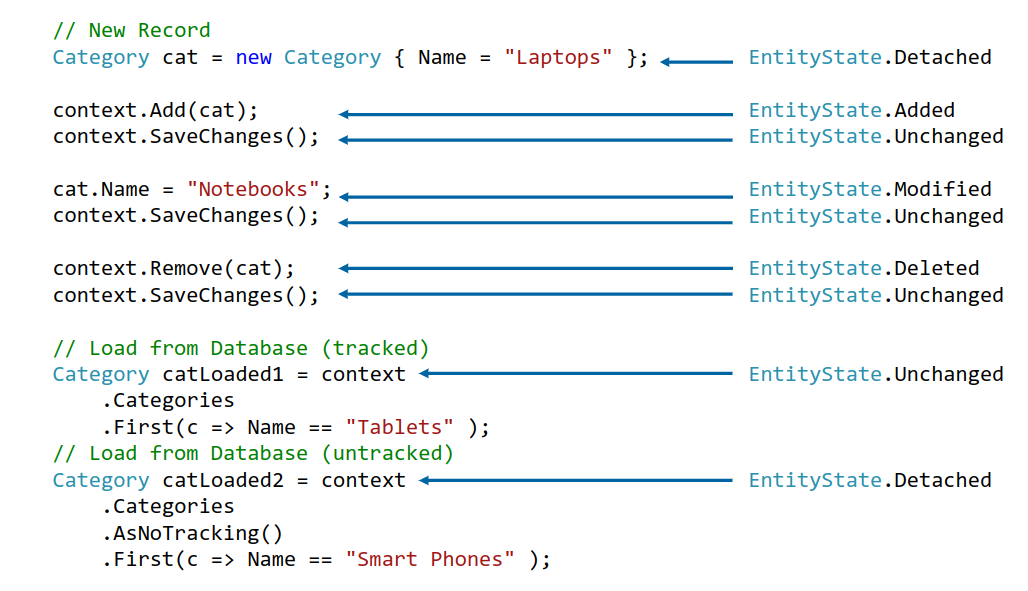 // New Record
Category cat = new Category { Name = "Laptops" }; EntityState.Detached
context.Add(cat); EntityState.Added
context.SaveChanges(); EntityState.Unchanged
cat.Name = "Notebooks"; EntityState.Modified
context.SaveChanges(); EntityState.Unchanged
context.Remove(cat); EntityState.Deleted
context.SaveChanges(); EntityState.Unchanged
// Load from Database (tracked)
Category catLoaded1 = context EntityState.Unchanged
.Categories
.First(c => Name == "Tablets" );
// Load from Database (untracked)
Category catLoaded2 = context EntityState.Detached
.Categories
.AsNoTracking()
.First(c => Name == "Smart Phones" );